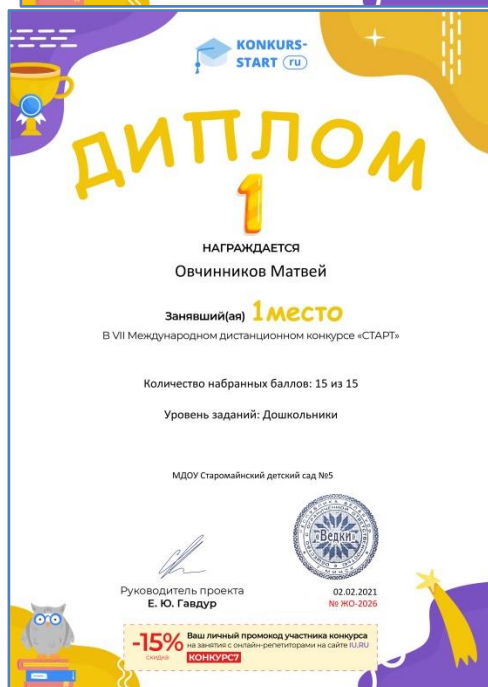 KONKURS-
START ru
ДИПЛОМ
1
НАГРАЖДАЕТСЯ
Овчинников Матвей
Занявший(ая) 1 место
В VII Международном дистанционном конкурсе «СТАРТ»
Количество набранных баллов: 15 из 15
Уровень заданий: Дошкольники
МДОУ Старомайнский детский сад №5
"Ведки"
Руководитель проекта
Е. Ю. Гавдур
02.02.2021
№ ЖО-2026
-15%
скидка
Ваш личный промокод участника конкурса
на занятия с онлайн-репетиторами на сайте IU.RU
КОНКУРС7